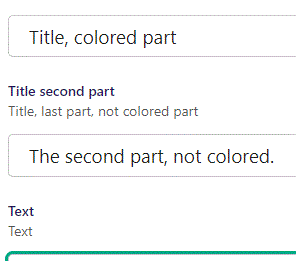 Title, colored part
Title second part
Title, last part, not colored part
The second part, not colored.
Text
Text